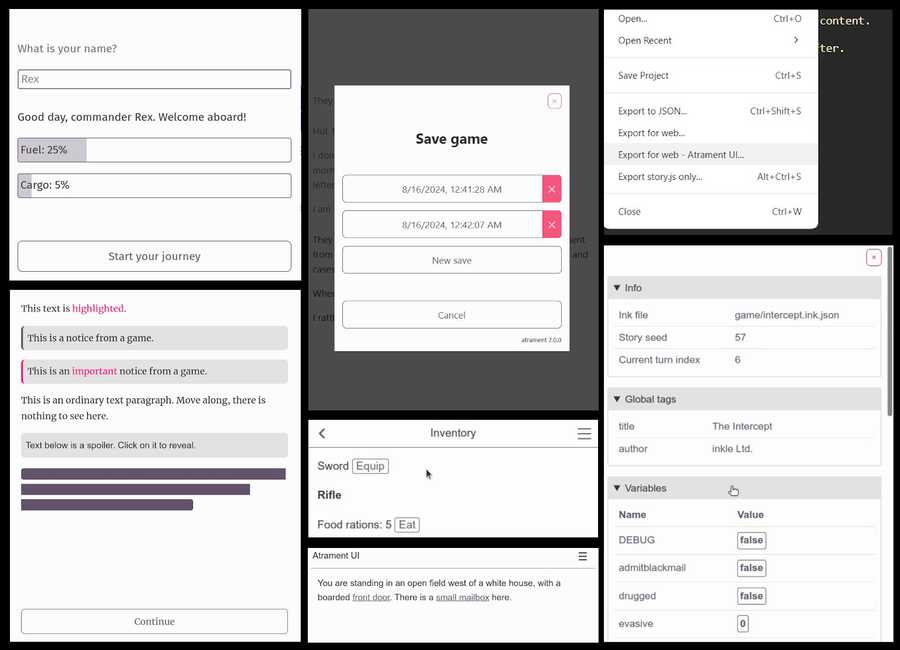 What is your name?
Rex
Good day, commander Rex. Welcome aboard!
Fuel: 25%
Cargo: 5%
Start your journey
This text is highlighted.
This is a notice from a game.
This is an important notice from a game.
This is an ordinary text paragraph. Move along, there is
nothing to see here.
Text below is a spoiler. Click on it to reveal.
Continue
They
Hut
I don
mom
lefter
I am
They
from
cases
When
I ratt
ent
and
Save game
8/16/2024, 12:41:28 AM
8/16/2024, 12:42:07 AM
New save
Cancel
atrament 2.0.0
Inventory
Sword Equip
Rifle
Food rations: 5 Eat
Atrament UI
You are standing in an open field west of a white house, with a
boarded front door. There is a small mailbox here.
Open... Ctrl+O
Open Recent
Save Project Ctrl+S
Export to JSON... Ctrl+Shift+S
Export for web...
Export for web - Atrament UI...
Export story.js only... Alt+Ctrl+S
Close Ctrl+W
content.
ter.
Info
Ink file game/intercept.ink.json
Story seed 57
Current turn index 6
Global tags
title The Intercept
author inkle Ltd.
Variables
Name Value
DEBUG false
admitblackmail false
drugged false
evasive 0